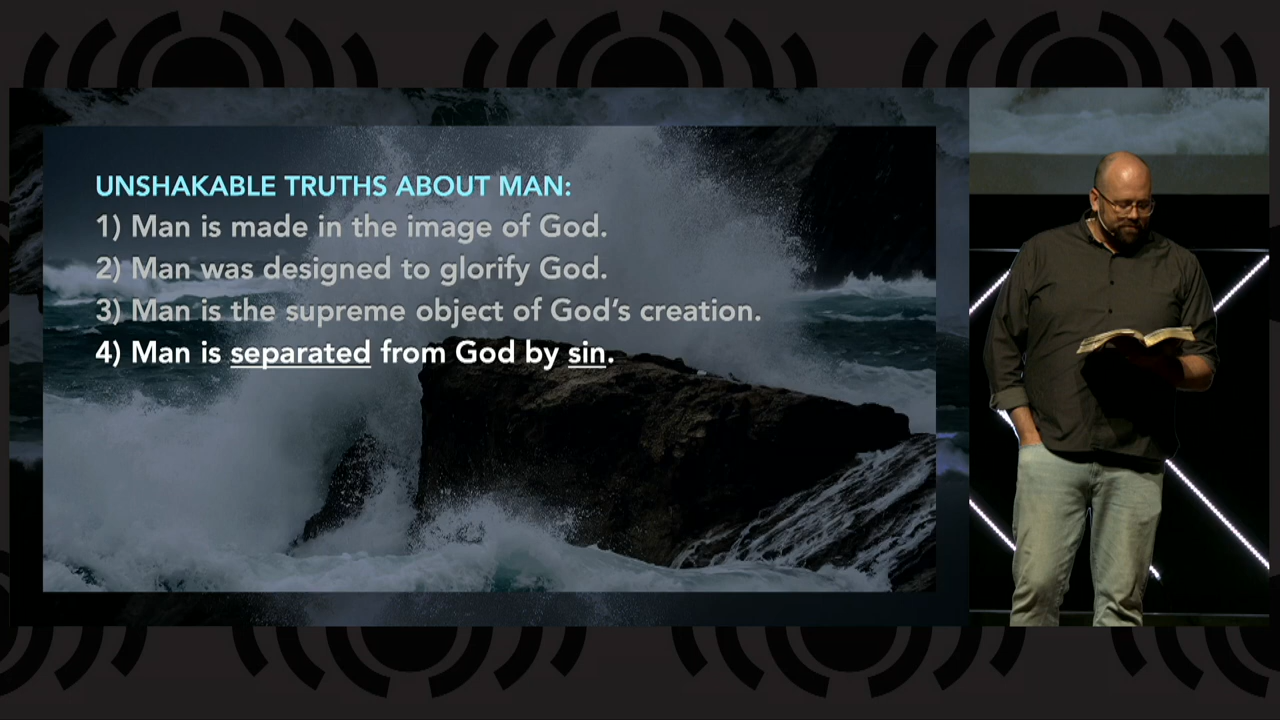 UNSHAKABLE TRUTHS ABOUT MAN:
1) Man is made in the image of God.
2) Man was designed to glorify God.
3) Man is the supreme object of God’s creation.
4) Man is separated from God by sin.